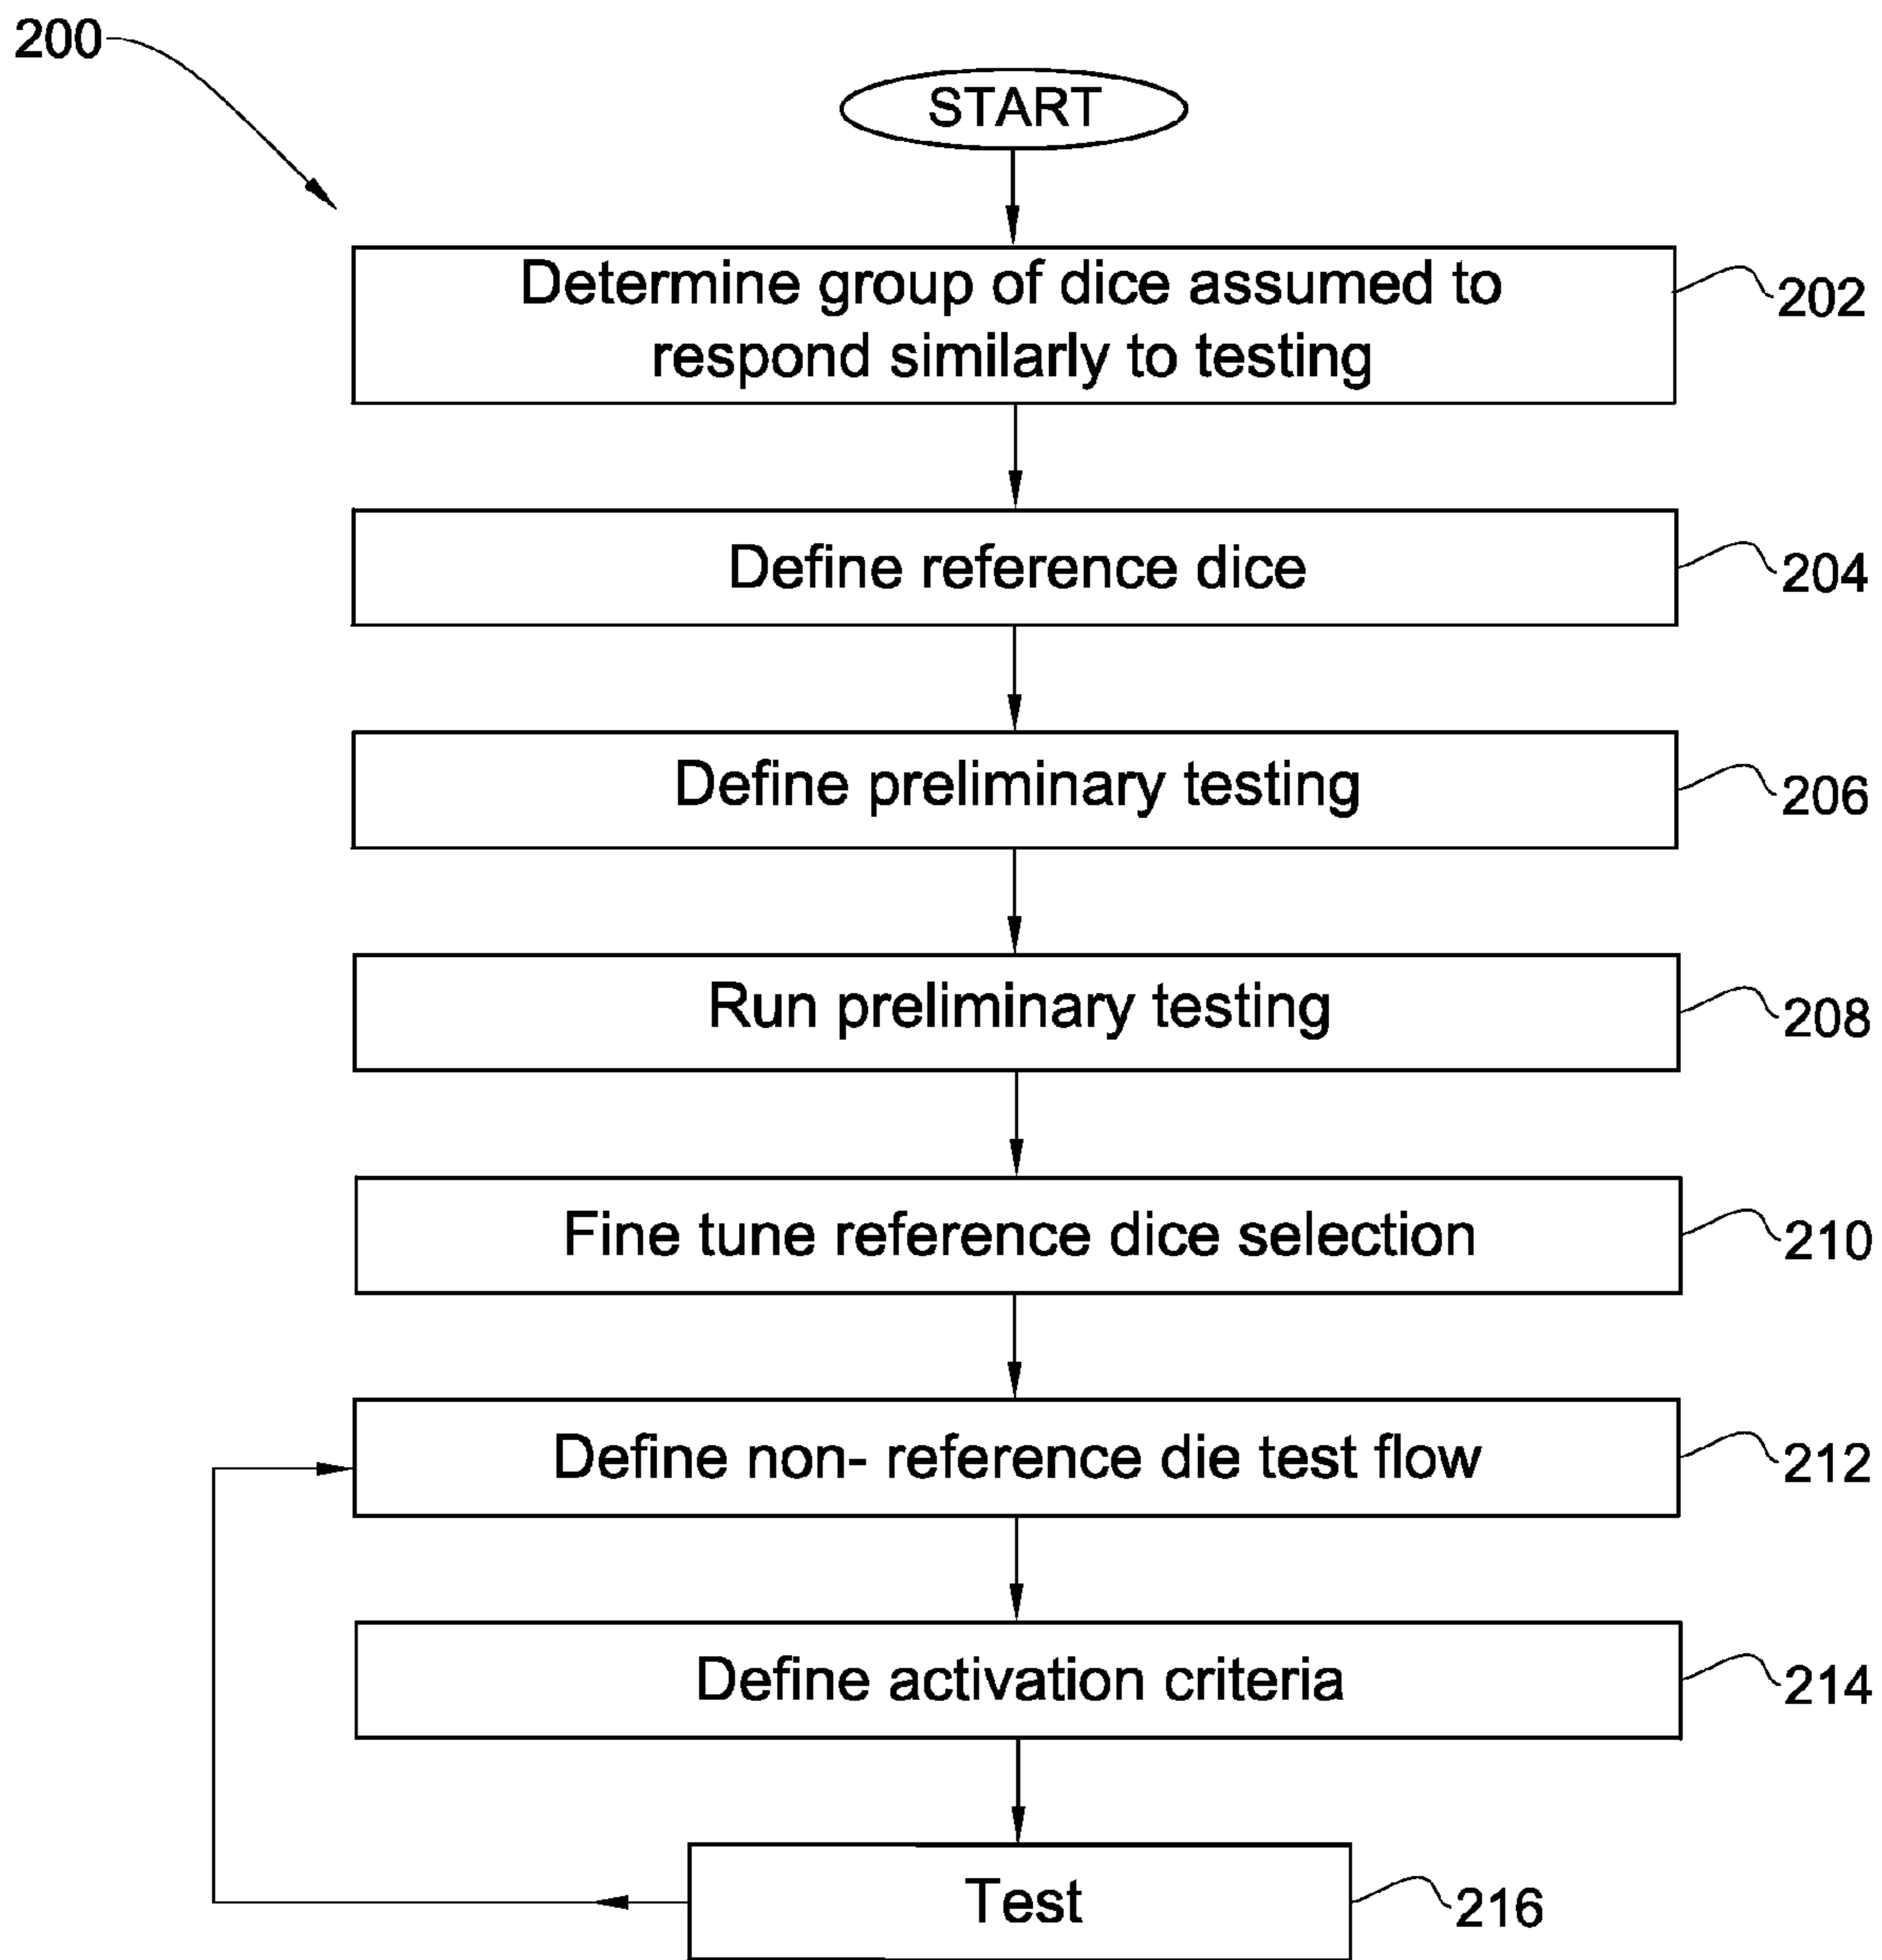 200
START
Determine group of dice assumed to
respond similarly to testing
202
Define reference dice
204
Define preliminary testing
206
Run preliminary testing
208
Fine tune reference dice selection
210
Define non- reference die test flow
212
Define activation criteria
214
Test
216